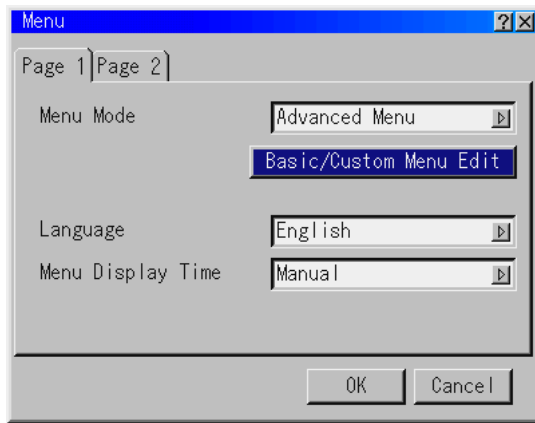 Menu
Page 1 Page 2
Menu Mode Advanced Menu
Basic/Custom Menu Edit
Language English
Menu Display Time Manual
OK Cancel